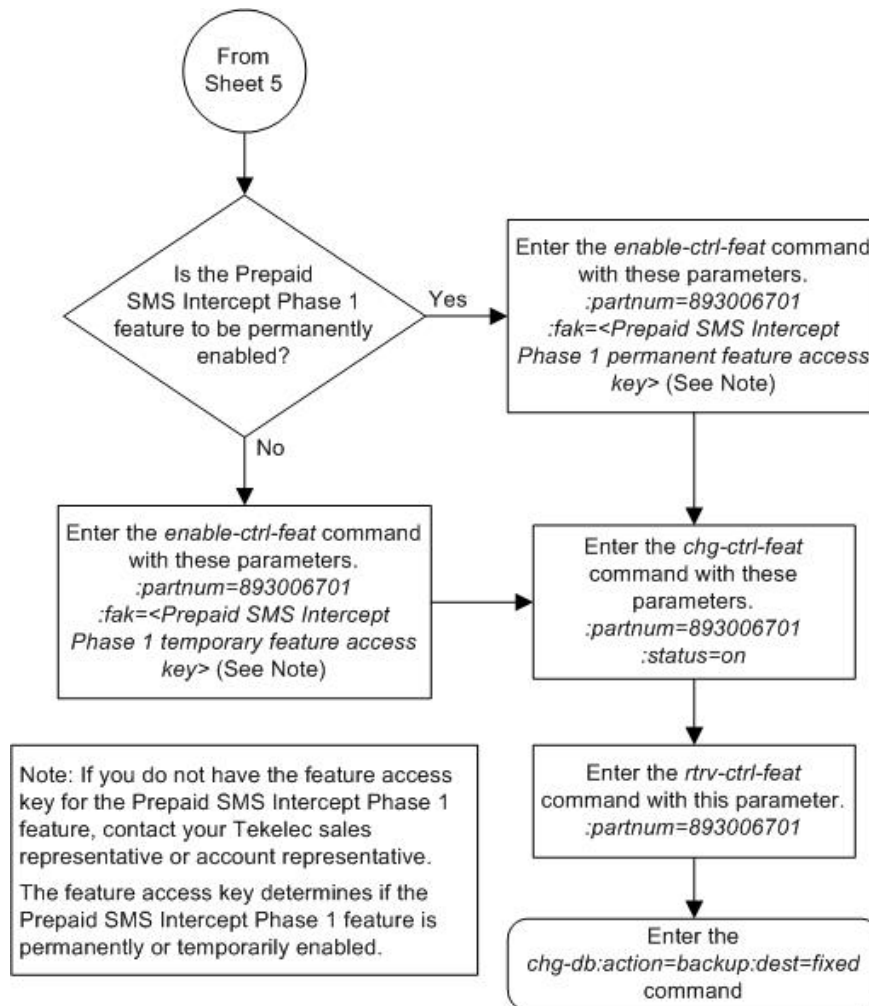 From
Sheet 5
Is the Prepaid
SMS Intercept Phase 1
feature to be permanently
enabled?
Yes
No
Enter the enable-ctrl-feat command
with these parameters.
:partnum=893006701
:fak=<Prepaid SMS Intercept
Phase 1 permanent feature access
key> (See Note)
Enter the enable-ctrl-feat command
with these parameters.
:partnum=893006701
:fak=<Prepaid SMS Intercept
Phase 1 temporary feature access
key> (See Note)
Enter the chg-ctrl-feat
command with these
parameters.
:partnum=893006701
:status=on
Note: If you do not have the feature access
key for the Prepaid SMS Intercept Phase 1
feature, contact your Tekelec sales
representative or account representative.
The feature access key determines if the
Prepaid SMS Intercept Phase 1 feature is
permanently or temporarily enabled.
Enter the rtrv-ctrl-feat
command with this parameter.
:partnum=893006701
Enter the
chg-db:action=backup:dest=fixed
command